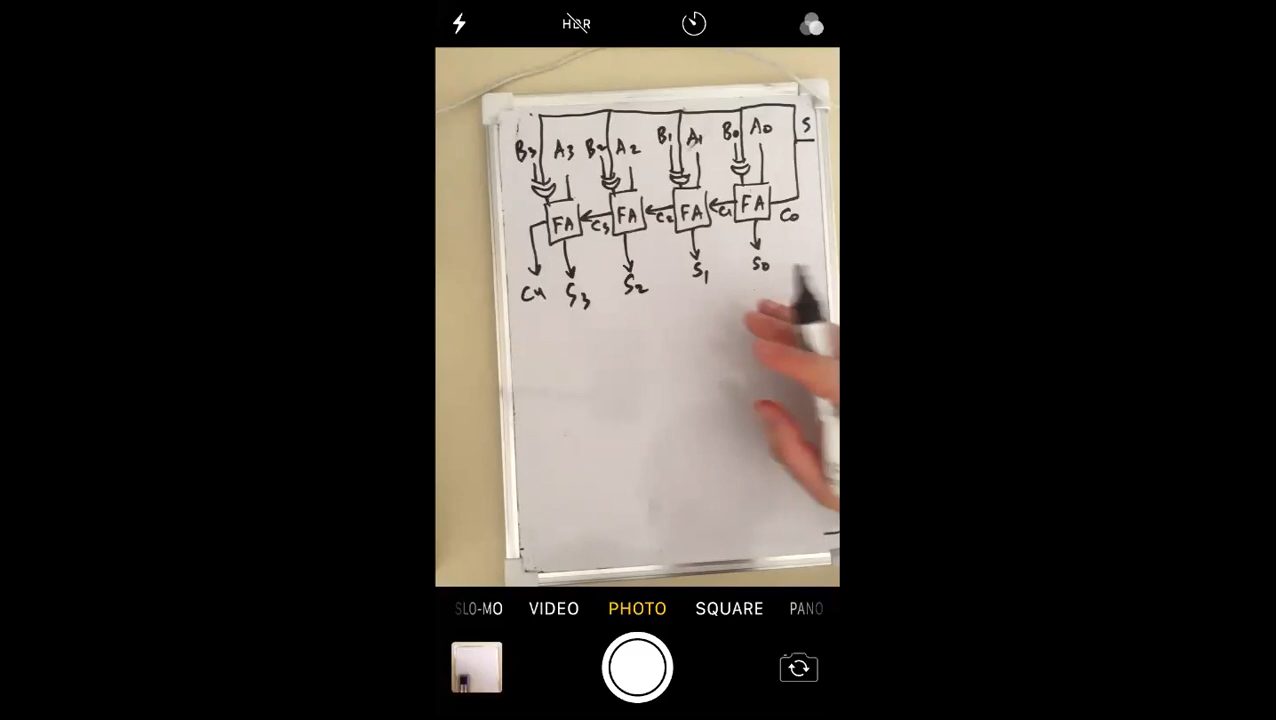 HDR
S
B3 A3 B2 A2 B1 A1 B0 A0
FA C3 FA C2 FA C1 FA C0
C4 S3 S2 S1 S0
SLO-MO VIDEO PHOTO SQUARE PANO